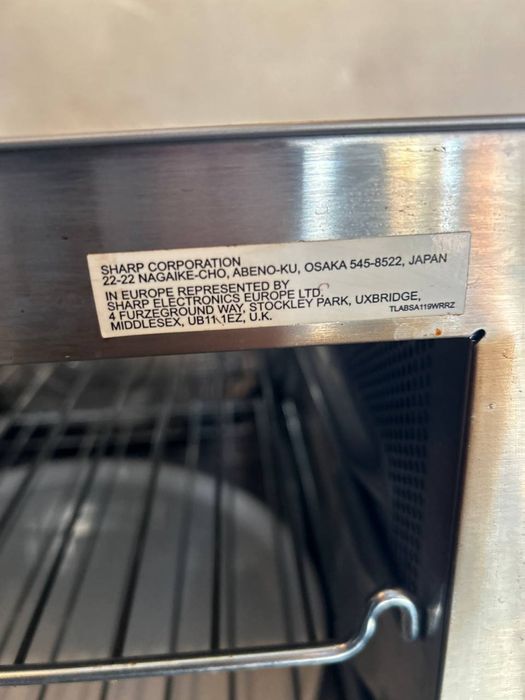 SHARP CORPORATION
22-22 NAGAIKE-CHO, ABENO-KU, OSAKA 545-8522, JAPAN
IN EUROPE REPRESENTED BY
SHARP ELECTRONICS EUROPE LTD.
4 FURZEGROUND WAY, STOCKLEY PARK, UXBRIDGE,
MIDDLESEX, UB11 1EZ, U.K.
TLABSA119WRRZ